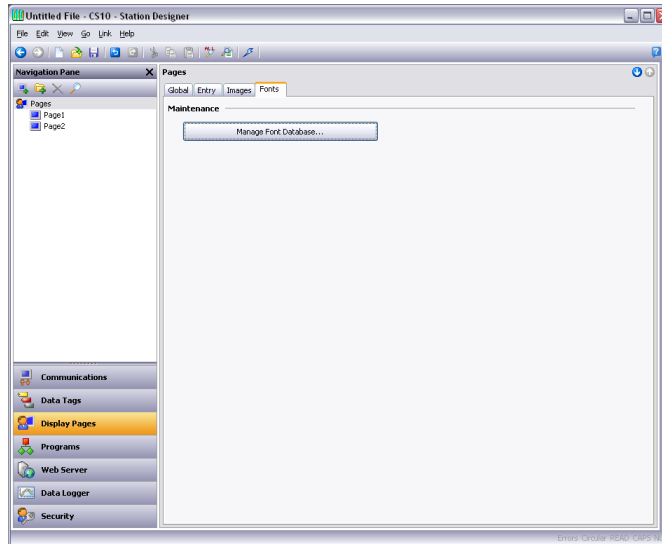 Untitled File - CS10 - Station Designer
File Edit View Go Link Help
Navigation Pane
Pages
Page1
Page2
Communications
Data Tags
Display Pages
Programs
Web Server
Data Logger
Security
Pages
Global Entry Images Fonts
Maintenance
Manage Font Database...
Errors Circular READ CAPS